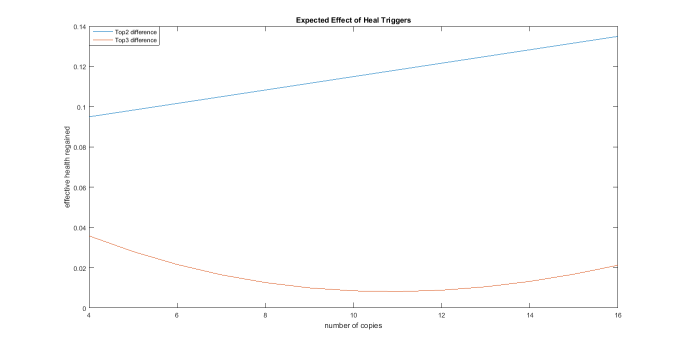 Expected Effect of Heal Triggers
Top2 difference
Top3 difference
effective health regained
0.14
0.12
0.1
0.08
0.06
0.04
0.02
0
4 6 8 10 12 14 16
number of copies